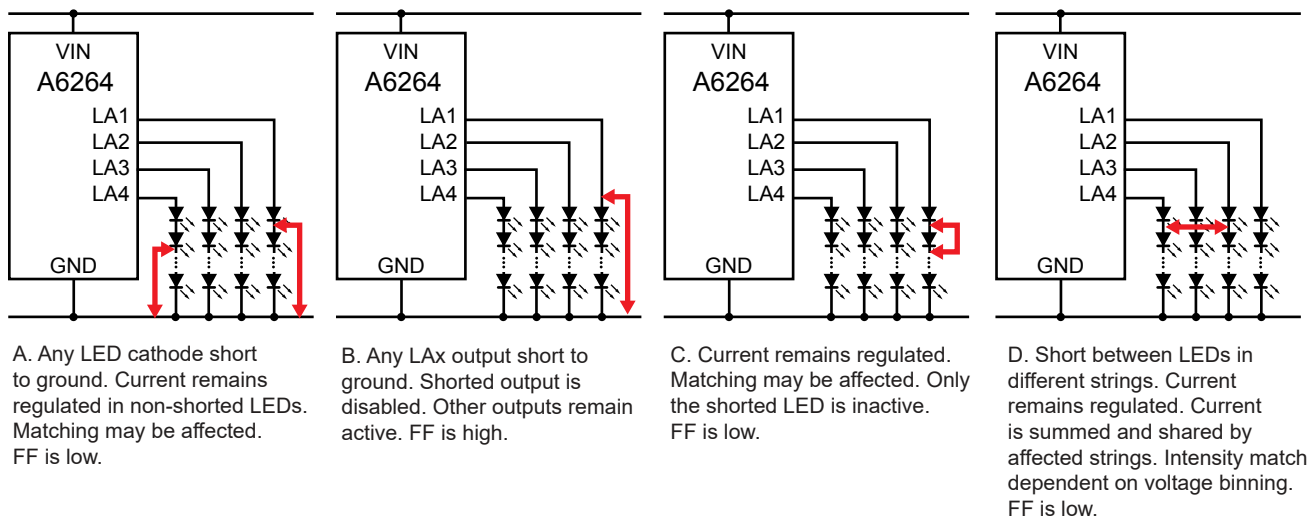 VIN
A6264
LA1
LA2
LA3
LA4
GND
A. Any LED cathode short
to ground. Current remains
regulated in non-shorted LEDs.
Matching may be affected.
FF is low.
VIN
A6264
LA1
LA2
LA3
LA4
GND
B. Any LAx output short to
ground. Shorted output is
disabled. Other outputs remain
active. FF is high.
VIN
A6264
LA1
LA2
LA3
LA4
GND
C. Current remains regulated.
Matching may be affected. Only
the shorted LED is inactive.
FF is low.
VIN
A6264
LA1
LA2
LA3
LA4
GND
D. Short between LEDs in
different strings. Current
remains regulated. Current
is summed and shared by
affected strings. Intensity match
dependent on voltage binning.
FF is low.